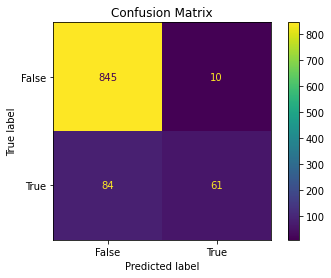 Confusion Matrix
True label
False
845
10
True
84
61
False
True
Predicted label
800
700
600
500
400
300
200
100